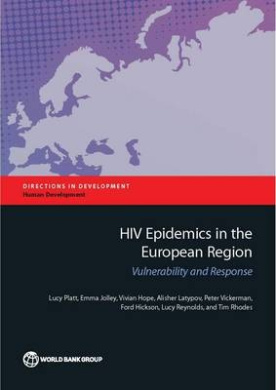 DIRECTIONS IN DEVELOPMENT
Human Development
HIV Epidemics in the
European Region
Vulnerability and Response
Lucy Platt, Emma Jolley, Vivian Hope, Alisher Latypov, Peter Vickerman,
Ford Hickson, Lucy Reynolds, and Tim Rhodes
WORLD BANK GROUP